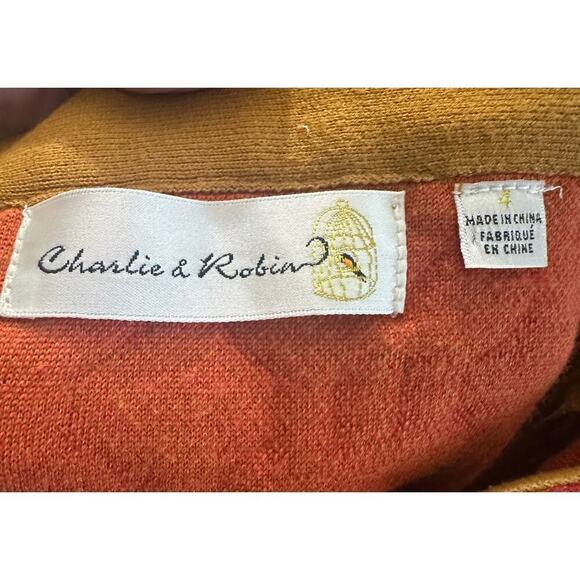 Charlie & Robin
4
MADE IN CHINA
FABRIQUÉ
EN CHINE